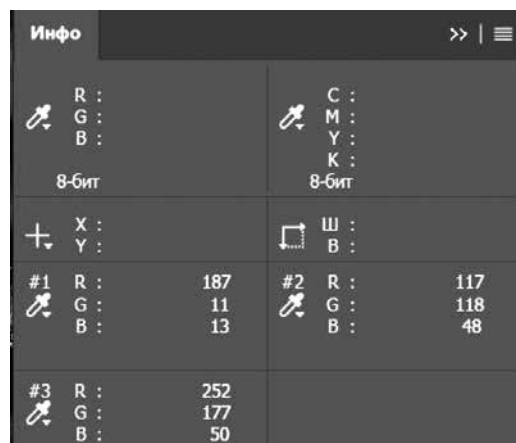 Инфо
R :
G :
B :
8-бит
C :
M :
Y :
K :
8-бит
X :
Y :
Ш :
В :
#1 R : 187
G : 11
B : 13
#2 R : 117
G : 118
B : 48
#3 R : 252
G : 177
B : 50